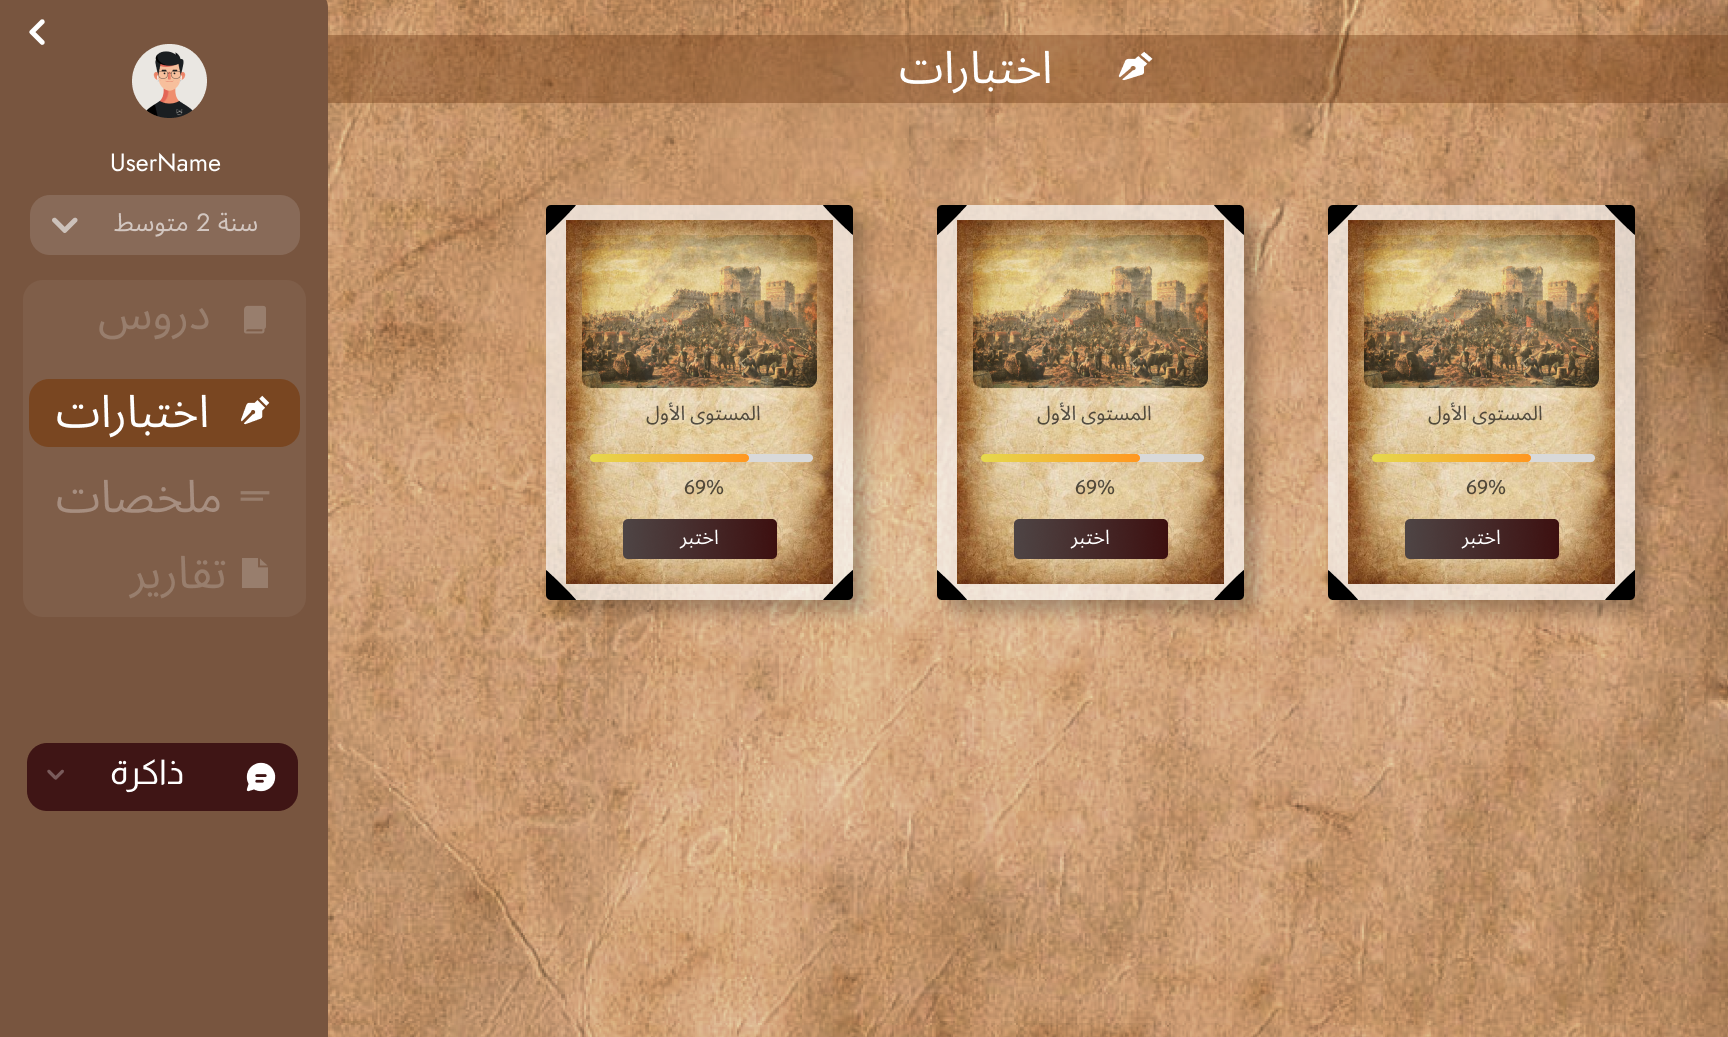 UserName
سنة 2 متوسط
دروس
اختبارات
ملخصات
تقارير
ذاكرة
اختبارات
المستوى الأول
69%
اختبر
المستوى الأول
69%
اختبر
المستوى الأول
69%
اختبر